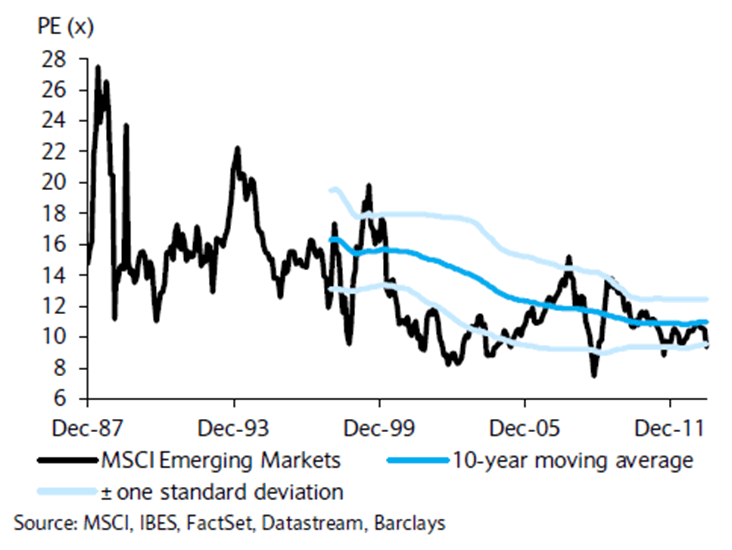 PE (x)
28
26
24
22
20
18
16
14
12
10
8
6
Dec-87 Dec-93 Dec-99 Dec-05 Dec-11
MSCI Emerging Markets 10-year moving average
± one standard deviation
Source: MSCI, IBES, FactSet, Datastream, Barclays